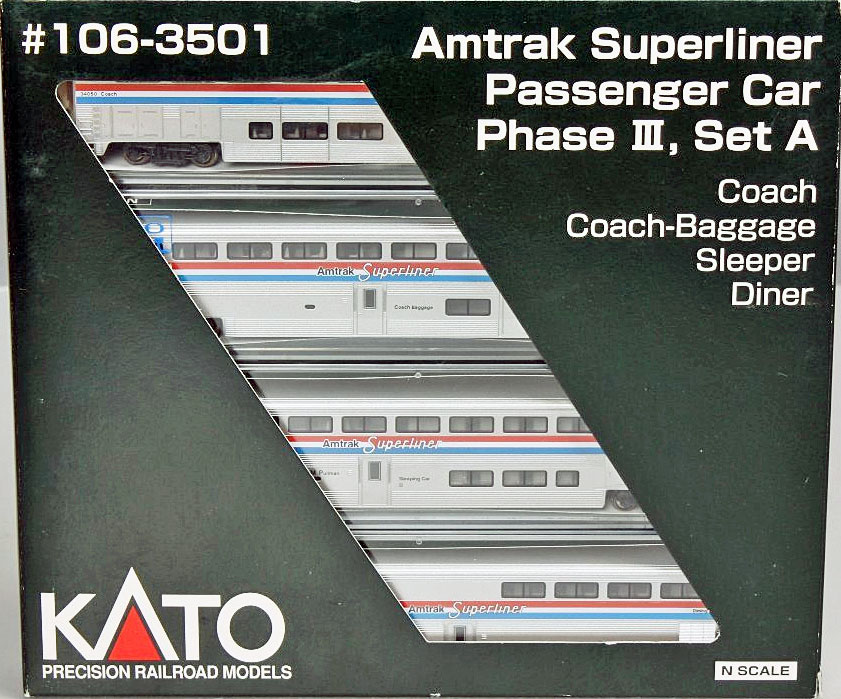 #106-3501
Amtrak Superliner
Passenger Car
Phase III, Set A
Coach
Coach-Baggage
Sleeper
Diner
34050 Coach
Amtrak Superliner
Coach Baggage
Amtrak Superliner
Pullman
Sleeping Car
Amtrak Superliner
KATO
PRECISION RAILROAD MODELS
N SCALE